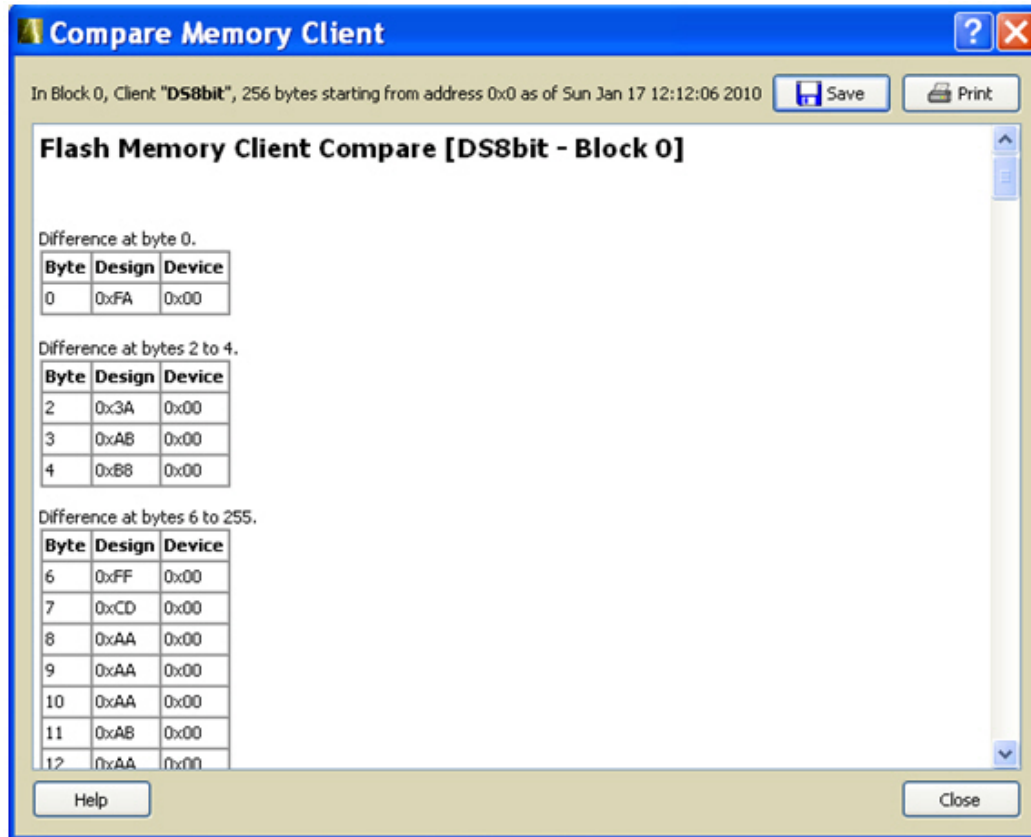 Compare Memory Client
In Block 0, Client "DS8bit", 256 bytes starting from address 0x0 as of Sun Jan 17 12:12:06 2010 Save Print
Flash Memory Client Compare [DS8bit - Block 0]
Difference at byte 0.
Byte Design Device
0 0xFA 0x00
Difference at bytes 2 to 4.
Byte Design Device
2 0x3A 0x00
3 0xAB 0x00
4 0xB8 0x00
Difference at bytes 6 to 255.
Byte Design Device
6 0xFF 0x00
7 0xCD 0x00
8 0xAA 0x00
9 0xAA 0x00
10 0xAA 0x00
11 0xAB 0x00
12 0xAA 0x00
Help Close